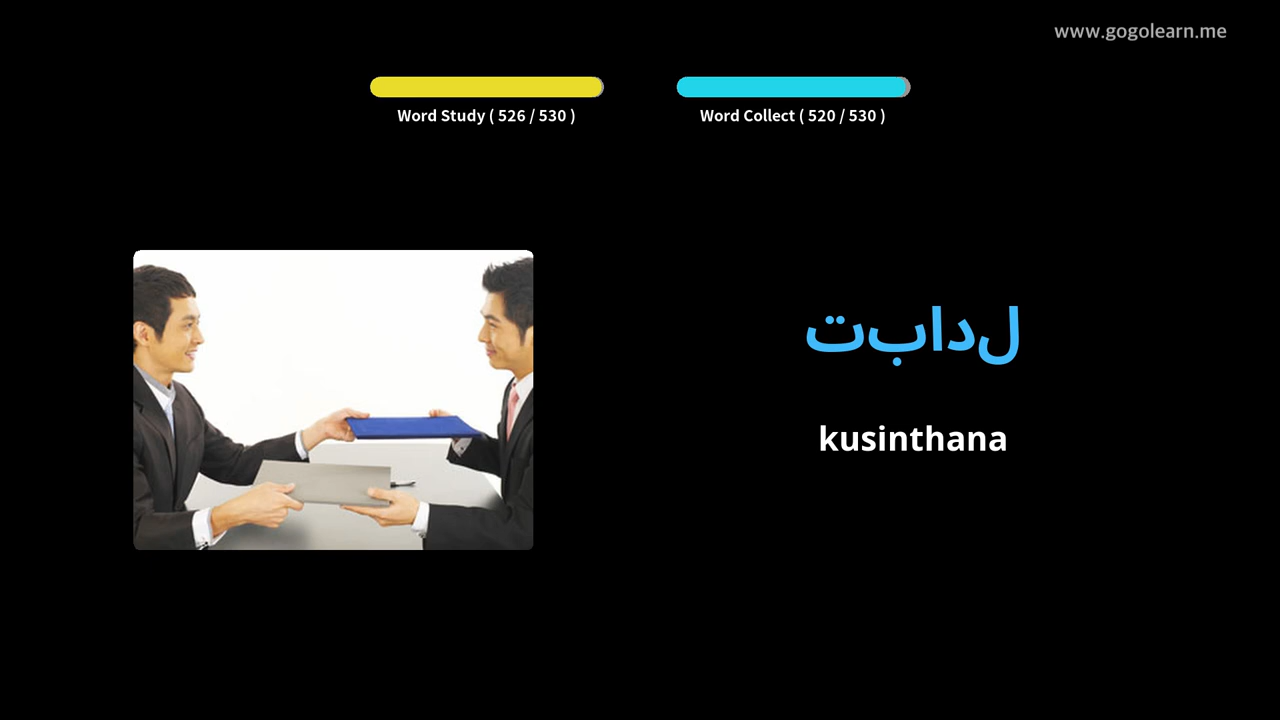 www.gogolearn.me
Word Study ( 526 / 530 )
Word Collect ( 520 / 530 )
تبادل
kusinthana